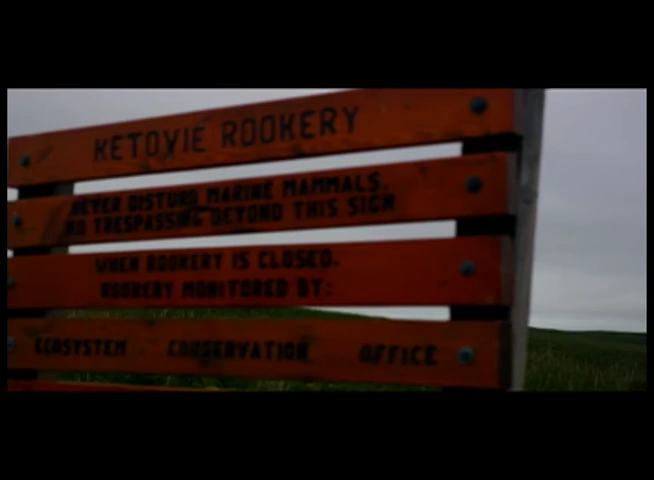 KETOVIE ROOKERY
NEVER DISTURB MARINE MAMMALS.
NO TRESPASSING BEYOND THIS SIGN
WHEN ROOKERY IS CLOSED.
ROOKERY MONITORED BY:
ECOSYSTEM CONSERVATION OFFICE